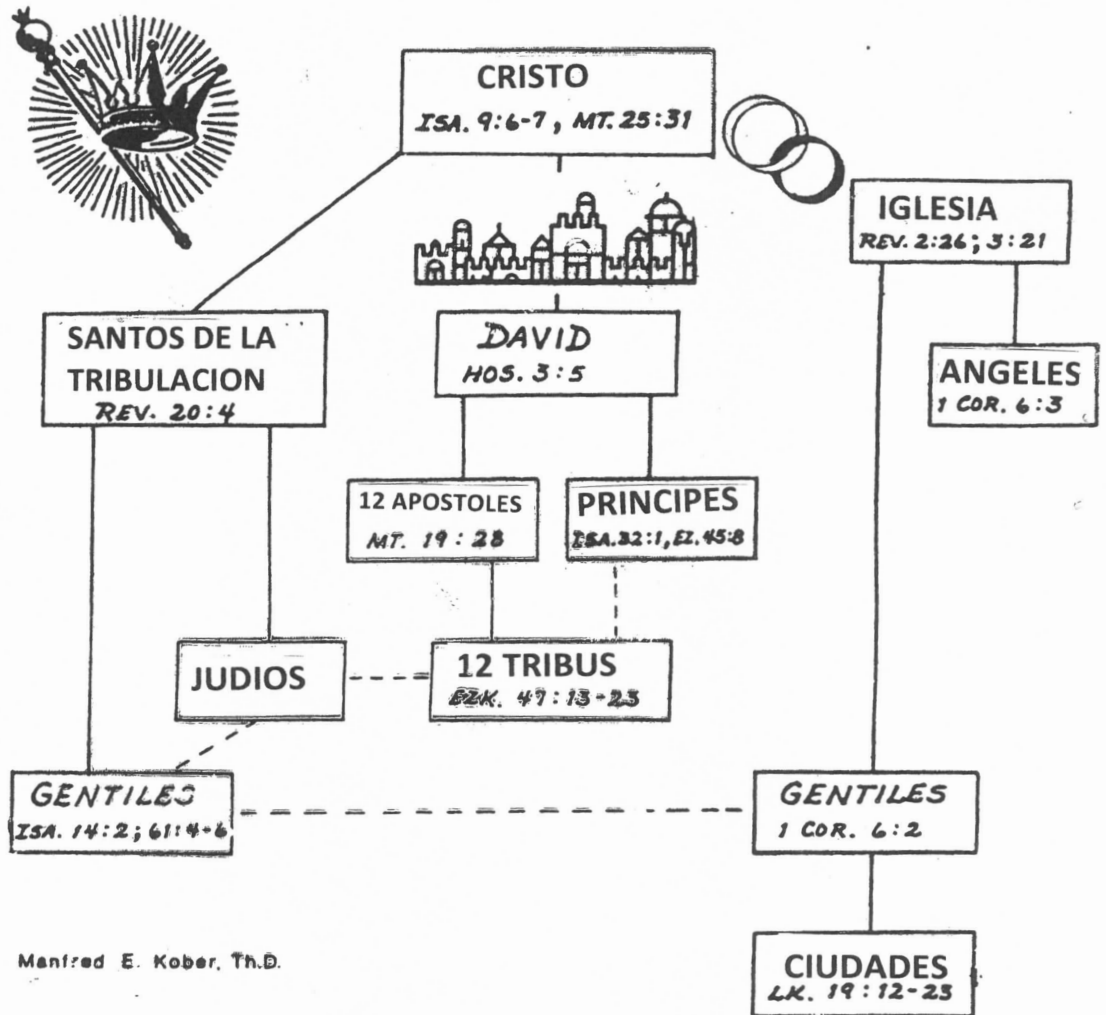 CRISTO
ISA. 9:6-7, MT. 25:31
IGLESIA
REV. 2:26; 3:21
SANTOS DE LA
TRIBULACION
REV. 20:4
DAVID
HOS. 3:5
ANGELES
1 COR. 6:3
12 APOSTOLES
MT. 19:28
PRINCIPES
ISA.32:1, EZ.45:8
JUDIOS
12 TRIBUS
EZK. 47:13-23
GENTILES
ISA. 14:2; 61:4-6
GENTILES
1 COR. 6:2
Manfred E. Kober, Th.D.
CIUDADES
LK. 19:12-23